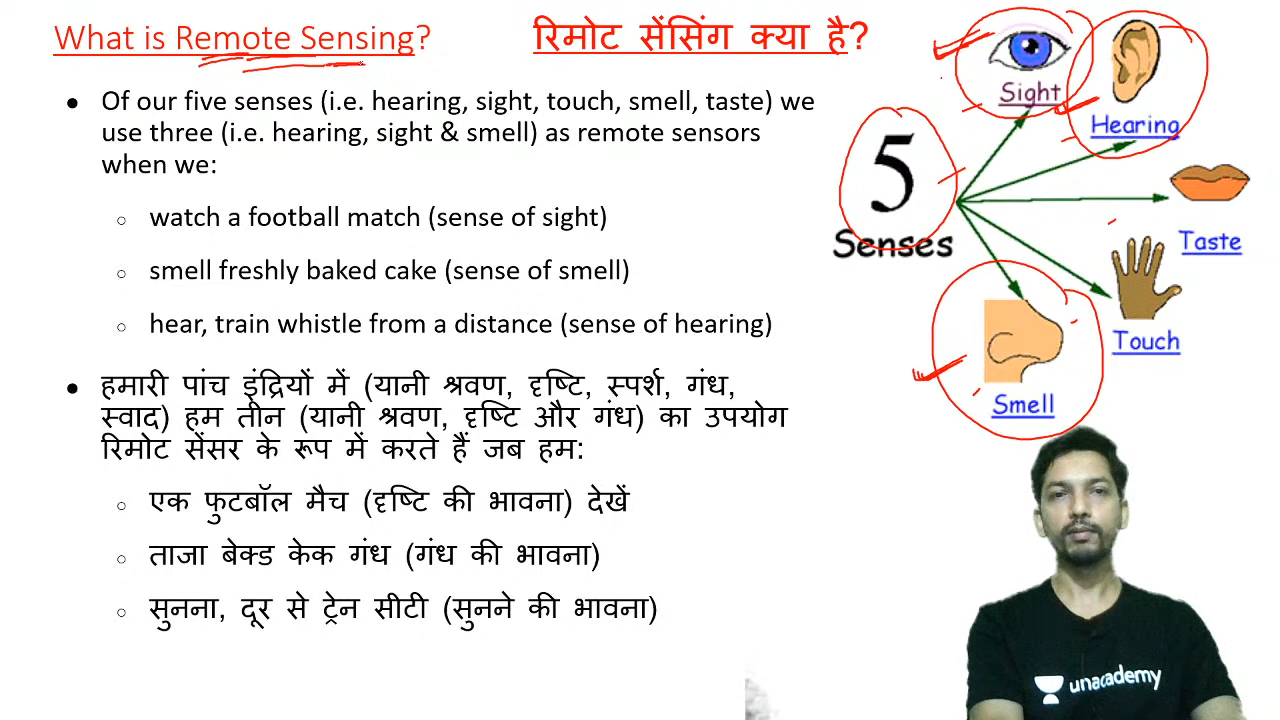 What is Remote Sensing?
रिमोट सेंसिंग क्या है?
• Of our five senses (i.e. hearing, sight, touch, smell, taste) we
use three (i.e. hearing, sight & smell) as remote sensors
when we:
○ watch a football match (sense of sight)
○ smell freshly baked cake (sense of smell)
○ hear, train whistle from a distance (sense of hearing)
• हमारी पांच इंद्रियों में (यानी श्रवण, दृष्टि, स्पर्श, गंध,
स्वाद) हम तीन (यानी श्रवण, दृष्टि और गंध) का उपयोग
रिमोट सेंसर के रूप में करते हैं जब हम:
○ एक फुटबॉल मैच (दृष्टि की भावना) देखें
○ ताजा बेक्ड केक गंध (गंध की भावना)
○ सुनना, दूर से ट्रेन सीटी (सुनने की भावना)
5
Senses
Sight
Hearing
Taste
Touch
Smell
unacademy